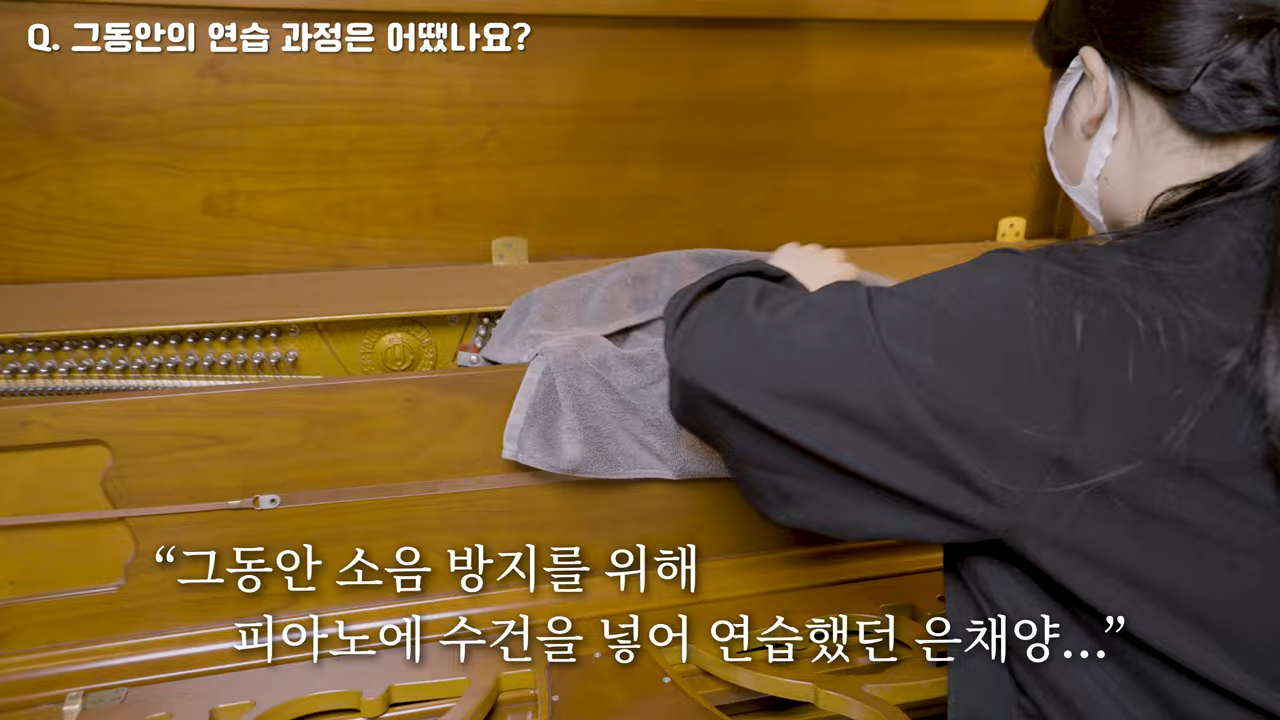 Q. 그동안의 연습 과정은 어땠나요?
“그동안 소음 방지를 위해
피아노에 수건을 넣어 연습했던 은채양...”